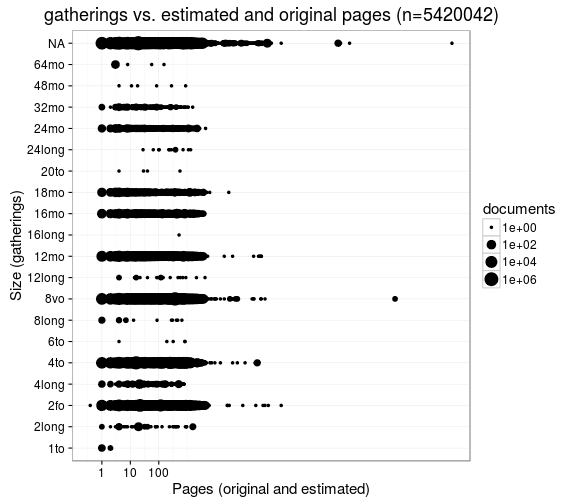 gatherings vs. estimated and original pages (n=5420042)
NA
64mo
48mo
32mo
24mo
24long
20to
18mo
16mo
16long
12mo
12long
8vo
8long
6to
4to
4long
2fo
2long
1to
Size (gatherings)
1 10 100
Pages (original and estimated)
documents
1e+00
1e+02
1e+04
1e+06